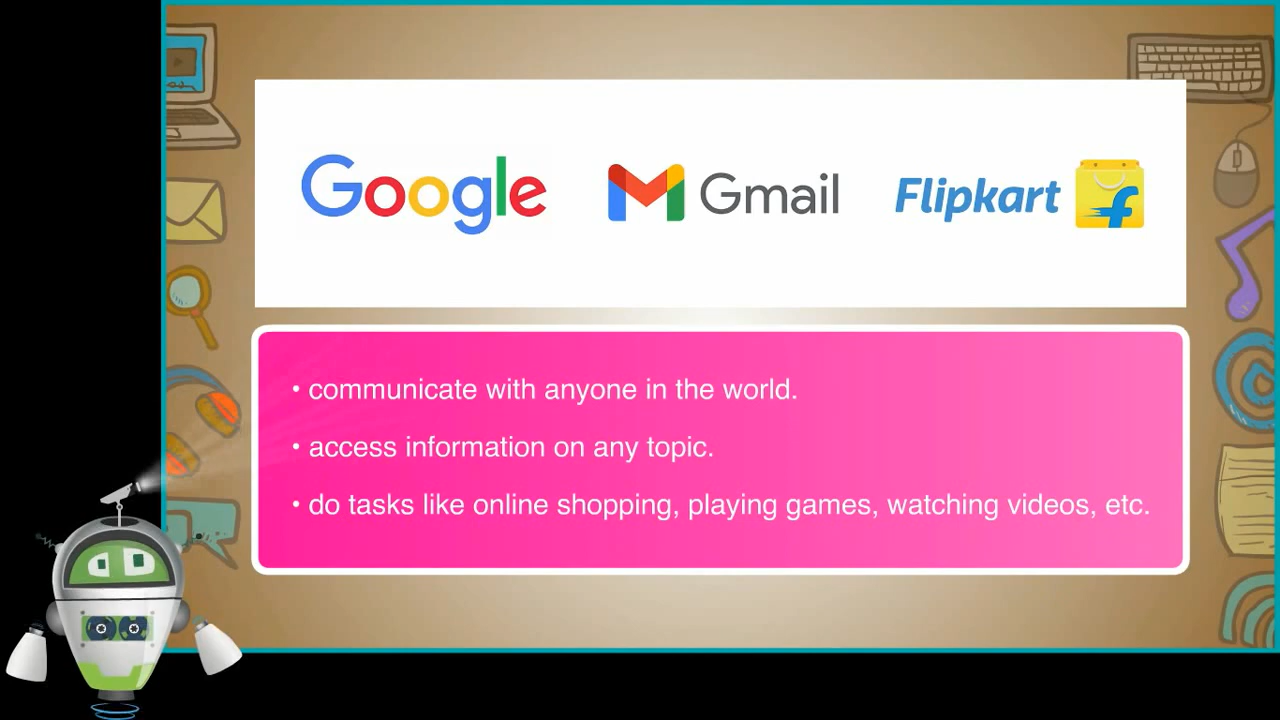 Google Gmail Flipkart
• communicate with anyone in the world.
• access information on any topic.
• do tasks like online shopping, playing games, watching videos, etc.